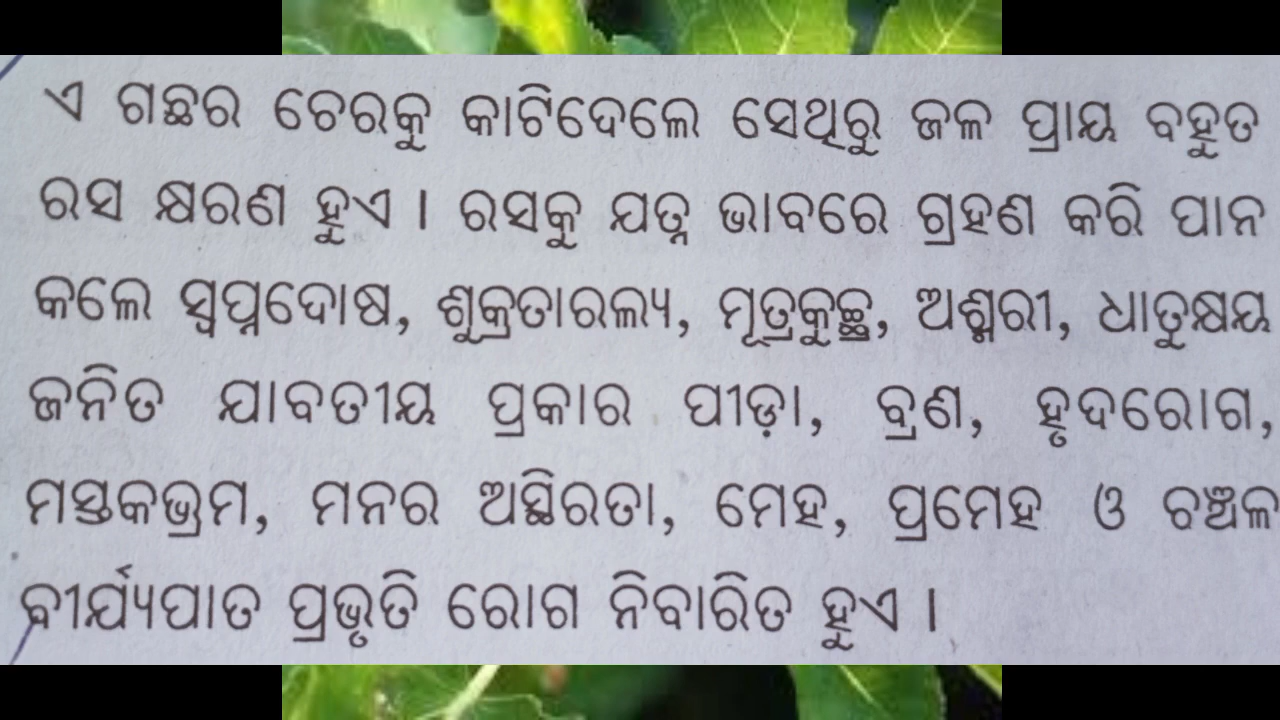 ଏ ଗଛର ଚେରକୁ କାଟିଦେଲେ ସେଥିରୁ ଜଳ ପ୍ରାୟ ବହୁତ
ରସ କ୍ଷରଣ ହୁଏ । ରସକୁ ଯତ୍ନ ଭାବରେ ଗ୍ରହଣ କରି ପାନ
କଲେ ସ୍ୱପ୍ନଦୋଷ, ଶୁକ୍ରତାରଲ୍ୟ, ମୂତ୍ରକୁଚ୍ଛ୍ର, ଅଶ୍ମରୀ, ଧାତୁକ୍ଷୟ
ଜନିତ ଯାବତୀୟ ପ୍ରକାର ପୀଡ଼ା, ବ୍ରଣ, ହୃଦରୋଗ,
ମସ୍ତକଭ୍ରମ, ମନର ଅସ୍ଥିରତା, ମେହ, ପ୍ରମେହ ଓ ଚଞ୍ଚଳ
ବୀର୍ଯ୍ୟପାତ ପ୍ରଭୃତି ରୋଗ ନିବାରିତ ହୁଏ ।